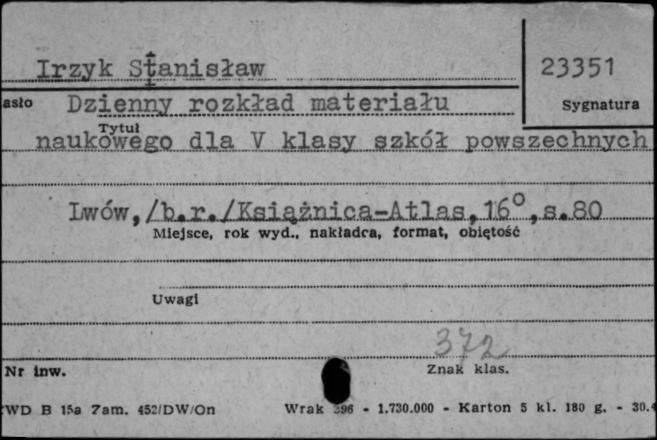 Irzyk Stanisław
23351
asło Dzienny rozkład materiału
Sygnatura
Tytuł
naukowego dla V klasy szkół powszechnych
Lwów,/b.r./Książnica-Atlas,16°,s.80
Miejsce, rok wyd., nakładca, format, objętość
Uwagi
372
Nr inw.
Znak klas.
WD B 15a Zam. 452/DW/On Wrak 396 - 1.730.000 - Karton 5 kl. 180 g. - 30.4